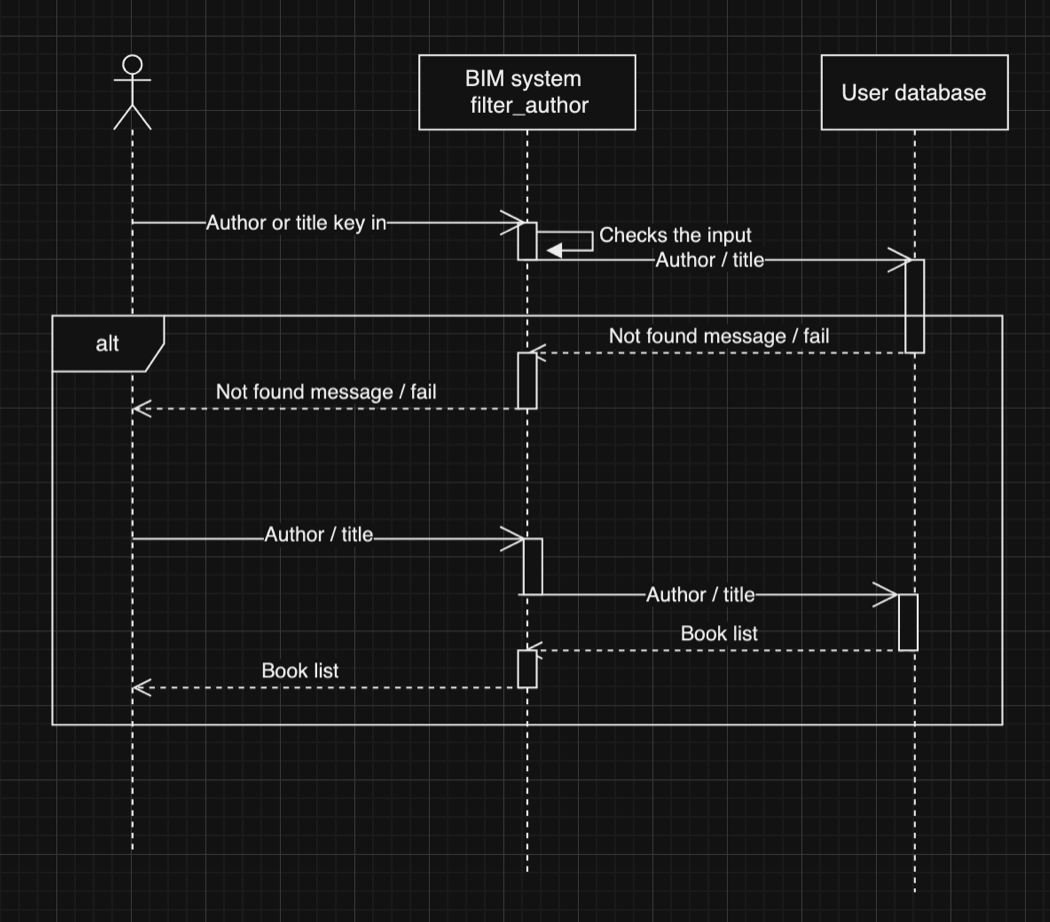 BIM system
filter_author
User database
Author or title key in
Checks the input
Author / title
alt
Not found message / fail
Not found message / fail
Author / title
Author / title
Book list
Book list